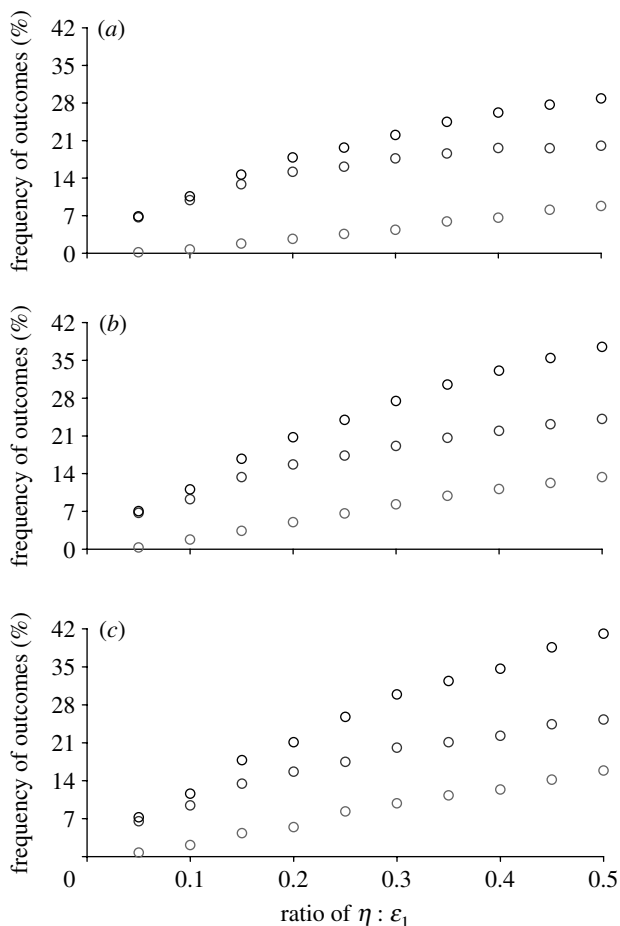 (a)
frequency of outcomes (%)
42
35
28
21
14
7
0
(b)
frequency of outcomes (%)
42
35
28
21
14
7
0
(c)
frequency of outcomes (%)
42
35
28
21
14
7
0 0.1 0.2 0.3 0.4 0.5
ratio of η : ε₁